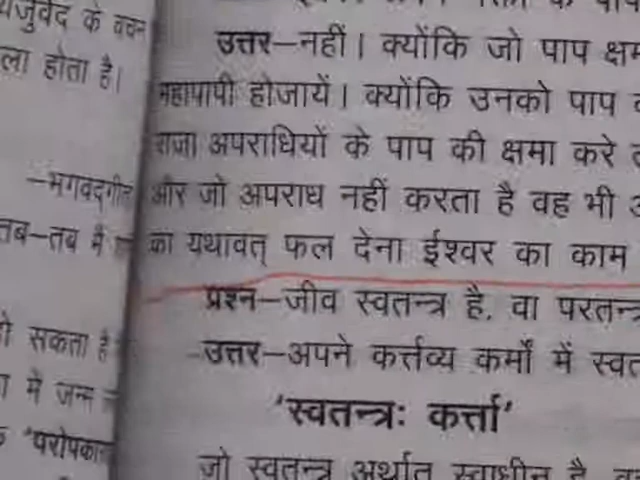 यजुर्वेद के वचन
ला होता है।
—भगवद्गीता
तब—तब मैं
सकता है
में जन्म
'परोपका
उत्तर—नहीं। क्योंकि जो पाप क्षम
महापापी होजायें। क्योंकि उनको पाप
राजा अपराधियों के पाप की क्षमा करे
और जो अपराध नहीं करता है वह भी
का यथावत् फल देना ईश्वर का काम
प्रश्न—जीव स्वतन्त्र है, वा परतन्त्र
उत्तर—अपने कर्त्तव्य कर्मों में स्वत
'स्वतन्त्रः कर्त्ता'
जो स्वतन्त्र अर्थात् स्वाधीन है